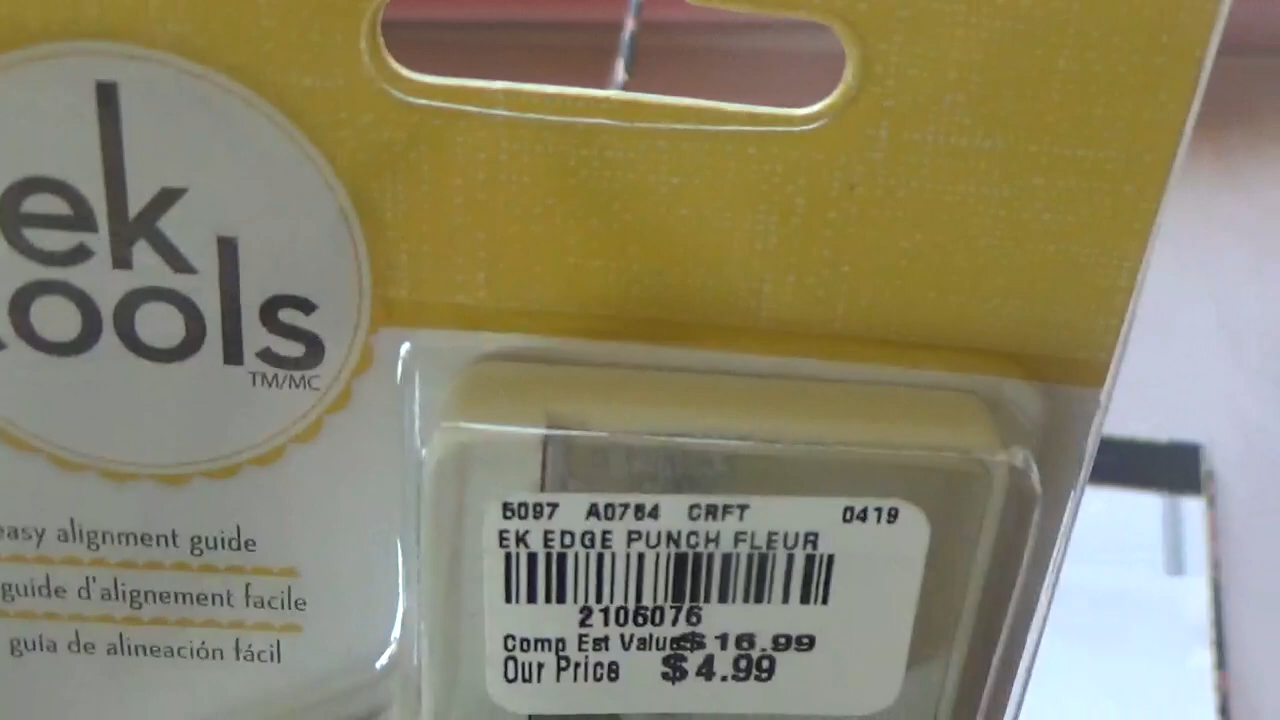 ek
tools
TM/MC
easy alignment guide
guide d'alignement facile
guía de alineación fácil
5097 A0784 CRFT 0419
EK EDGE PUNCH FLEUR
2106076
Comp Est Value $16.99
Our Price $4.99